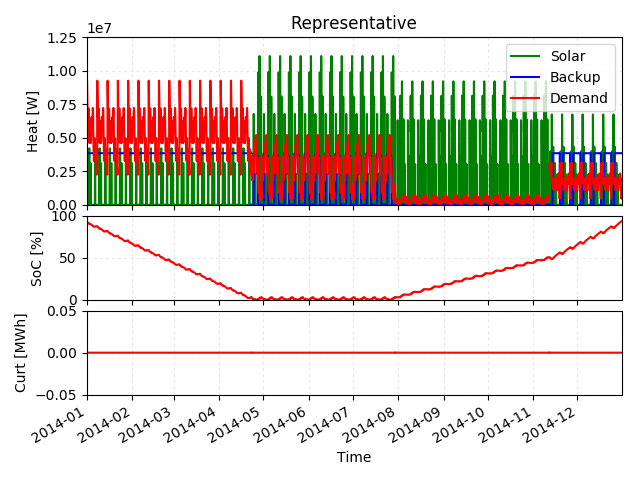 Representative
1e7
1.25
1.00
0.75
0.50
0.25
0.00
Heat [W]
Solar
Backup
Demand
100
50
0
SoC [%]
0.05
0.00
−0.05
Curt [MWh]
2014-01
2014-02
2014-03
2014-04
2014-05
2014-06
2014-07
2014-08
2014-09
2014-10
2014-11
2014-12
Time